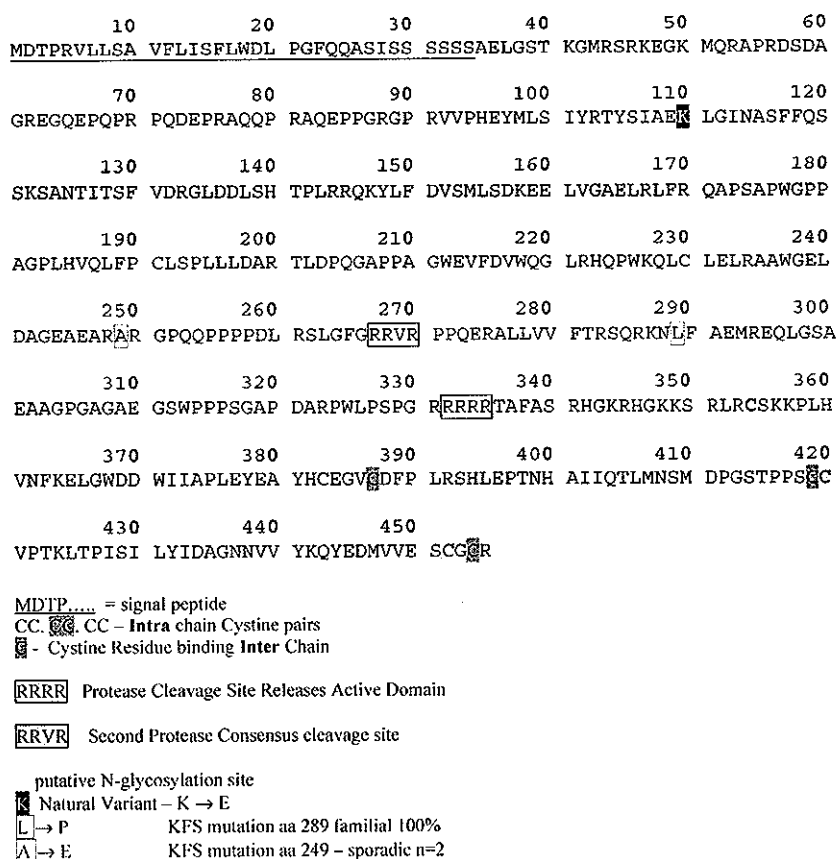 10 20 30 40 50 60
MDTPRVLLSA VFLISFLWDL PGFQQASISS SSSSAELGST KGMRSRKEGK MQRAPRDSDA
70 80 90 100 110 120
GREGQEPQPR PQDEPRAQQP RAQEPPGRGP RVVPHEYMLS IYRTYSIAEK LGINASFFQS
130 140 150 160 170 180
SKSANTITSF VDRGLDDLSH TPLRRQKYLF DVSMLSDKEE LVGAELRLFR QAPSAPWGPP
190 200 210 220 230 240
AGPLHVQLFP CLSPLLLDAR TLDPQGAPPA GWEVFDVWQG LRHQPWKQLC LELRAAWGEL
250 260 270 280 290 300
DAGEAEARAR GPQQPPPPDL RSLGFGRRVR PPQERALLVV FTRSQRKNLF AEMREQLGSA
310 320 330 340 350 360
EAAGPGAGAE GSWPPPSGAP DARPWLPSPG RRRRRTAFAS RHGKRHGKKS RLRCSKKPLH
370 380 390 400 410 420
VNFKELGWDD WIIAPLEYEA YHCEGVCDFP LRSHLEPTNH AIIQTLMNSM DPGSTPPSCC
430 440 450
VPTKLTPISI LYIDAGNNVV YKQYEDMVVE SCGCR
MDTP..... = signal peptide
CC. CC. CC – Intra chain Cystine pairs
C - Cystine Residue binding Inter Chain
RRRR Protease Cleavage Site Releases Active Domain
RRVR Second Protease Consensus cleavage site
putative N-glycosylation site
K Natural Variant – K → E
L → P KFS mutation aa 289 familial 100%
A → E KFS mutation aa 249 – sporadic n=2